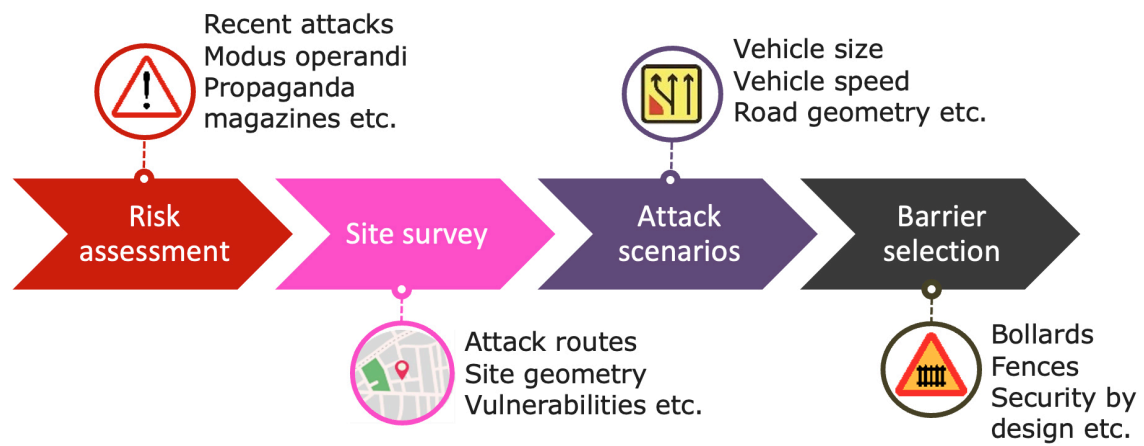 Recent attacks
Modus operandi
Propaganda
magazines etc.
Vehicle size
Vehicle speed
Road geometry etc.
Risk
assessment
Site survey
Attack
scenarios
Barrier
selection
Attack routes
Site geometry
Vulnerabilities etc.
Bollards
Fences
Security by
design etc.